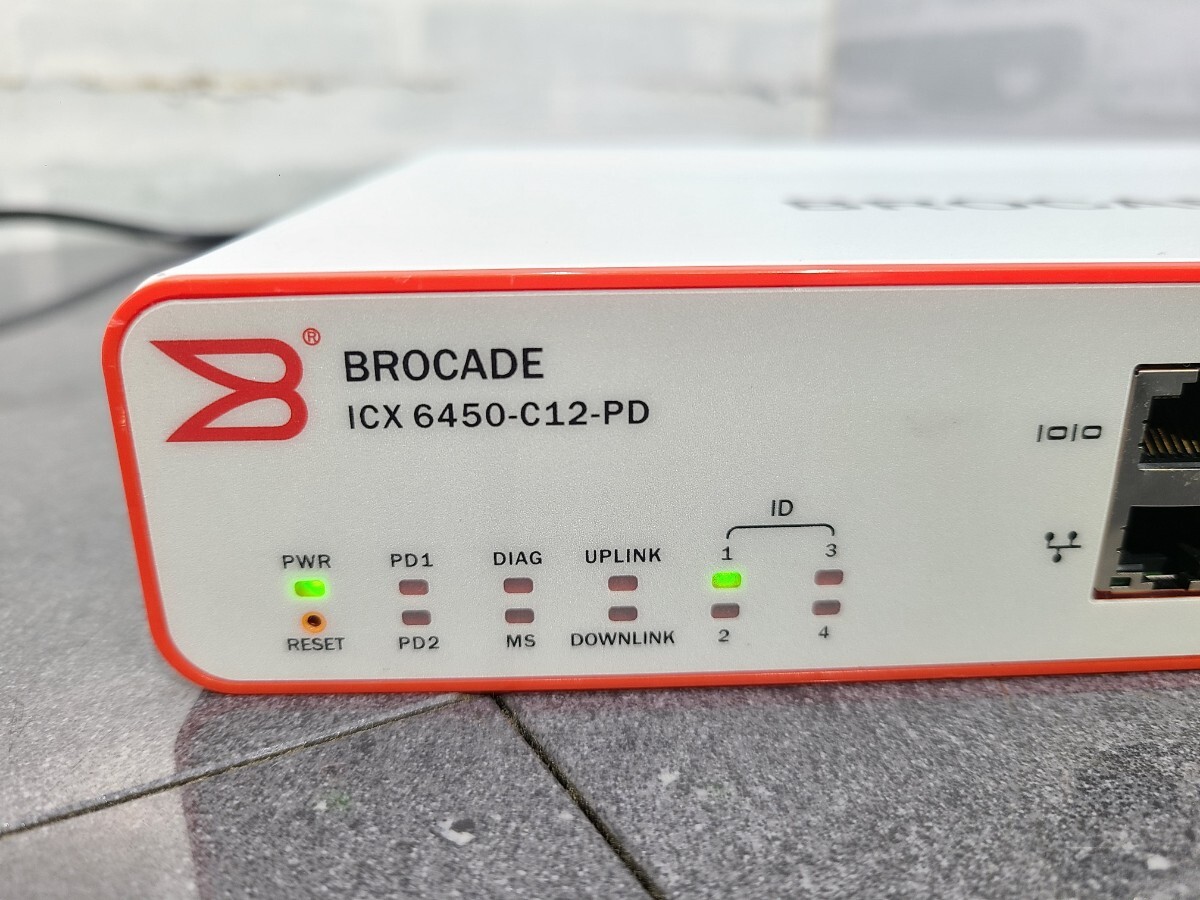 BROCADE
ICX 6450-C12-PD
ID
PWR PD1 DIAG UPLINK 1 3
RESET PD2 MS DOWNLINK 2 4